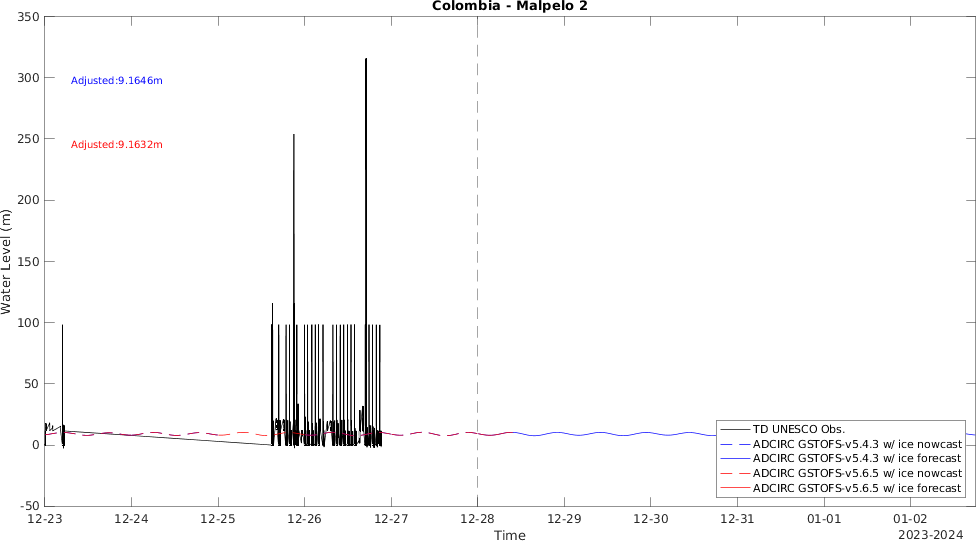 Colombia - Malpelo 2
350
300
250
200
150
100
50
0
-50
Water Level (m)
Adjusted:9.1646m
Adjusted:9.1632m
TD UNESCO Obs.
ADCIRC GSTOFS-v5.4.3 w/ ice nowcast
ADCIRC GSTOFS-v5.4.3 w/ ice forecast
ADCIRC GSTOFS-v5.6.5 w/ ice nowcast
ADCIRC GSTOFS-v5.6.5 w/ ice forecast
12-23 12-24 12-25 12-26 12-27 12-28 12-29 12-30 12-31 01-01 01-02
Time
2023-2024